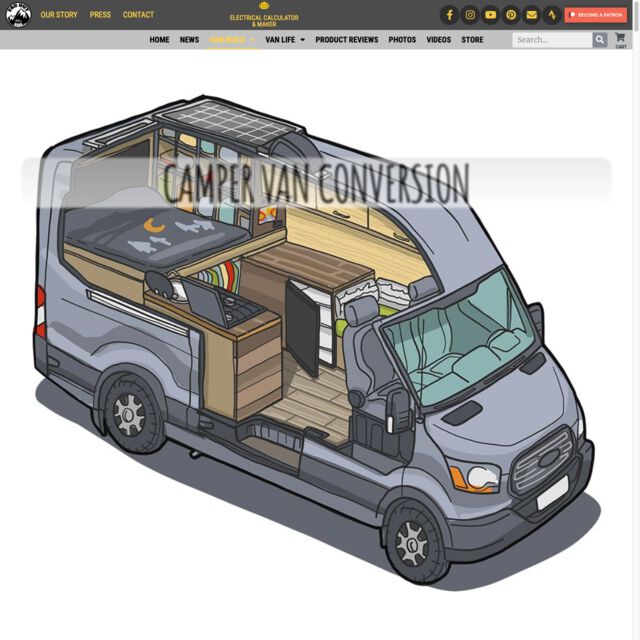 OUR STORY PRESS CONTACT
ELECTRICAL CALCULATOR
& MAKER
BECOME A PATRON
HOME NEWS VAN BUILD VAN LIFE PRODUCT REVIEWS PHOTOS VIDEOS STORE
Search...
CART
CAMPER VAN CONVERSION